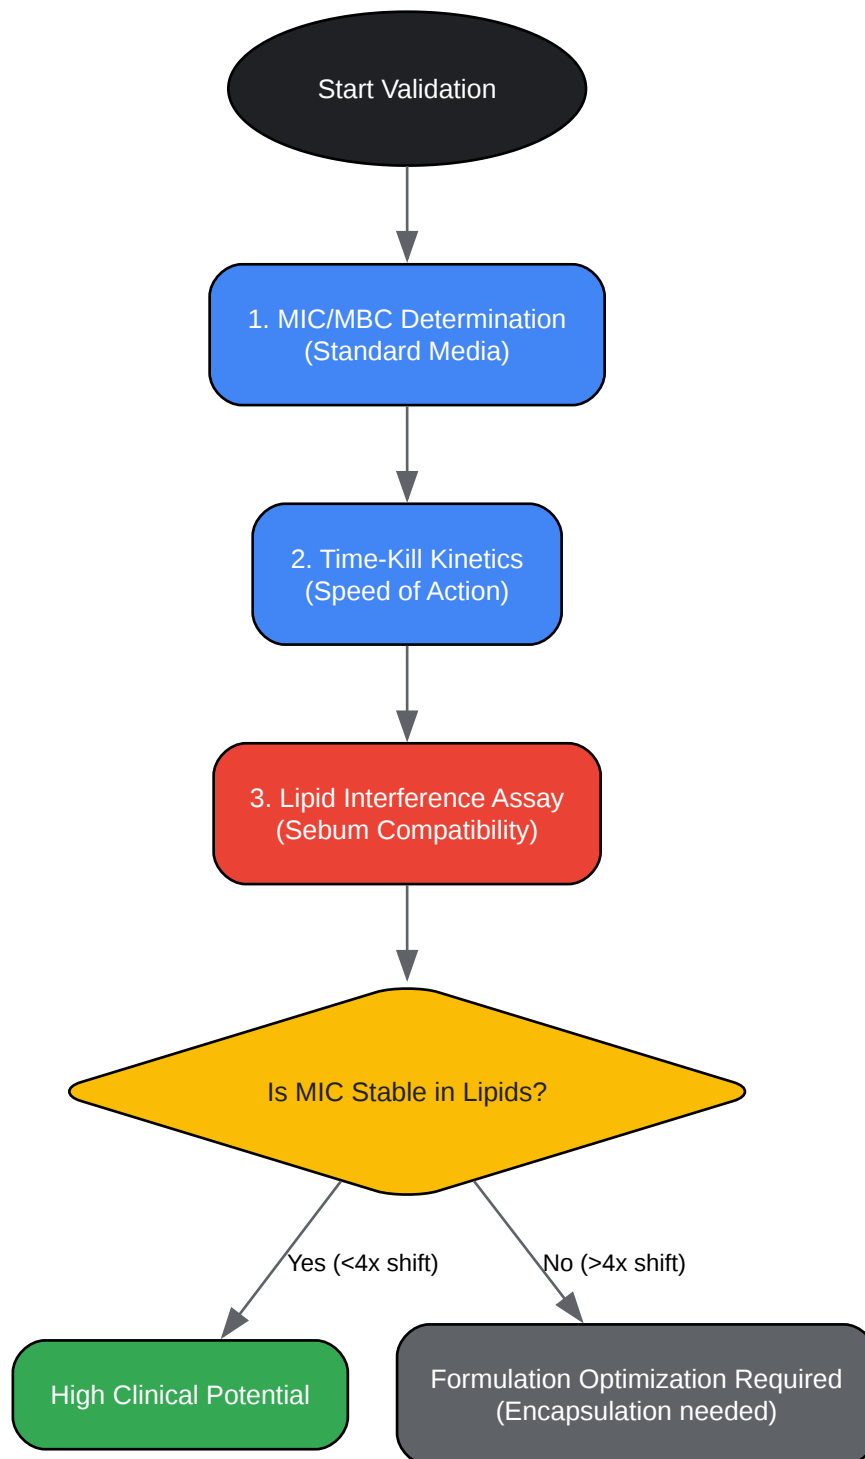 Start Validation
1. MIC/MBC Determination
(Standard Media)
2. Time-Kill Kinetics
(Speed of Action)
3. Lipid Interference Assay
(Sebum Compatibility)
Is MIC Stable in Lipids?
Yes (<4x shift)
No (>4x shift)
High Clinical Potential
Formulation Optimization Required
(Encapsulation needed)